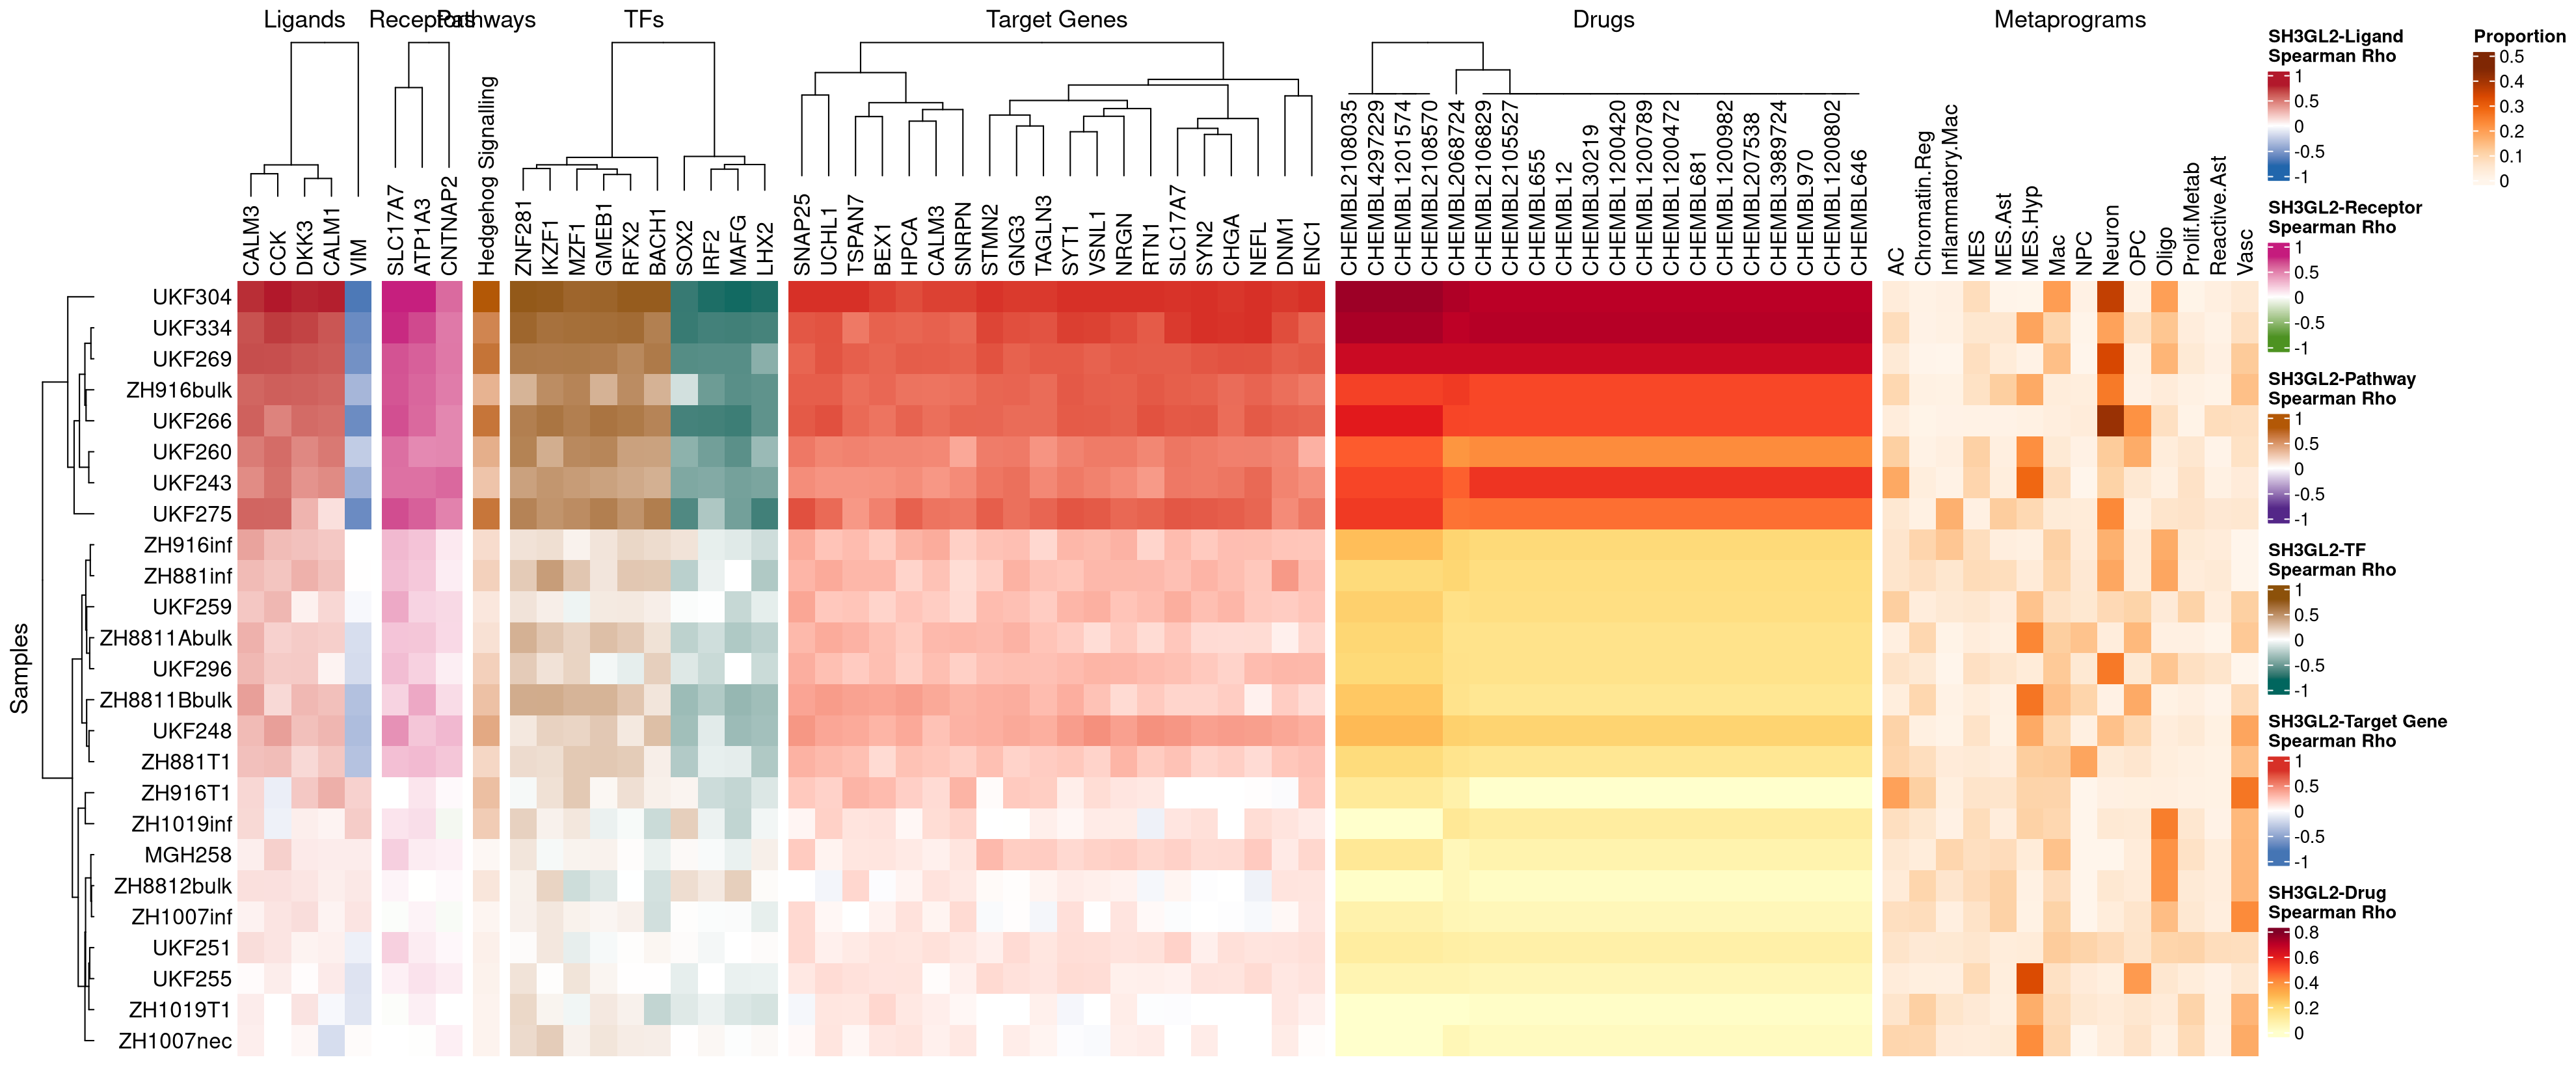 Ligands
Receptors
Pathways
TFs
Target Genes
Drugs
Metaprograms
CALM3
CCK
DKK3
CALM1
VIM
SLC17A7
ATP1A3
CNTNAP2
Hedgehog Signalling
ZNF281
IKZF1
MZF1
GMEB1
RFX2
BACH1
SOX2
IRF2
MAFG
LHX2
SNAP25
UCHL1
TSPAN7
BEX1
HPCA
CALM3
SNRPN
STMN2
GNG3
TAGLN3
SYT1
VSNL1
NRGN
RTN1
SLC17A7
SYN2
CHGA
NEFL
DNM1
ENC1
CHEMBL2108035
CHEMBL4297229
CHEMBL1201574
CHEMBL2108570
CHEMBL2068724
CHEMBL2106829
CHEMBL2105527
CHEMBL655
CHEMBL12
CHEMBL30219
CHEMBL1200420
CHEMBL1200789
CHEMBL1200472
CHEMBL681
CHEMBL1200982
CHEMBL207538
CHEMBL3989724
CHEMBL970
CHEMBL1200802
CHEMBL646
AC
Chromatin.Reg
Inflammatory.Mac
MES
MES.Ast
MES.Hyp
Mac
NPC
Neuron
OPC
Oligo
Prolif.Metab
Reactive.Ast
Vasc
Samples
UKF304
UKF334
UKF269
ZH916bulk
UKF266
UKF260
UKF243
UKF275
ZH916inf
ZH881inf
UKF259
ZH8811Abulk
UKF296
ZH8811Bbulk
UKF248
ZH881T1
ZH916T1
ZH1019inf
MGH258
ZH8812bulk
ZH1007inf
UKF251
UKF255
ZH1019T1
ZH1007nec
SH3GL2-Ligand
Spearman Rho
1
0.5
0
-0.5
-1
SH3GL2-Receptor
Spearman Rho
1
0.5
0
-0.5
-1
SH3GL2-Pathway
Spearman Rho
1
0.5
0
-0.5
-1
SH3GL2-TF
Spearman Rho
1
0.5
0
-0.5
-1
SH3GL2-Target Gene
Spearman Rho
1
0.5
0
-0.5
-1
SH3GL2-Drug
Spearman Rho
0.8
0.6
0.4
0.2
0
Proportion
0.5
0.4
0.3
0.2
0.1
0